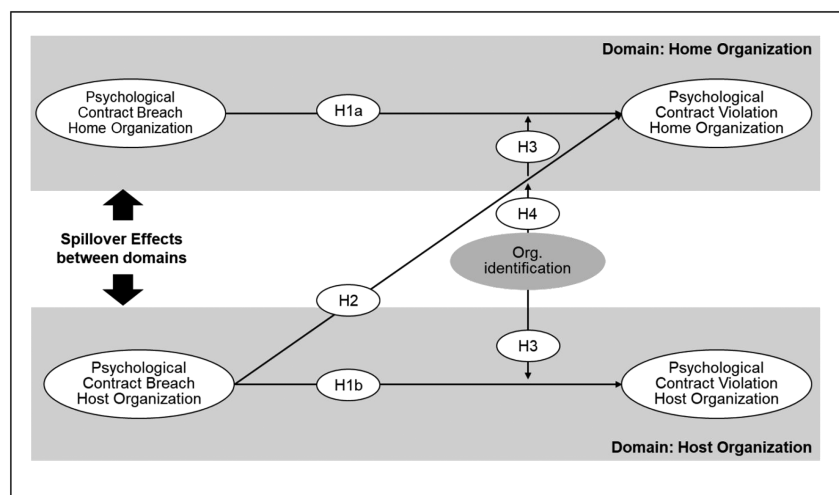 Domain: Home Organization
Psychological
Contract Breach
Home Organization
H1a
Psychological
Contract Violation
Home Organization
H3
Spillover Effects
between domains
H4
Org.
identification
H2
H3
Psychological
Contract Breach
Host Organization
H1b
Psychological
Contract Violation
Host Organization
Domain: Host Organization